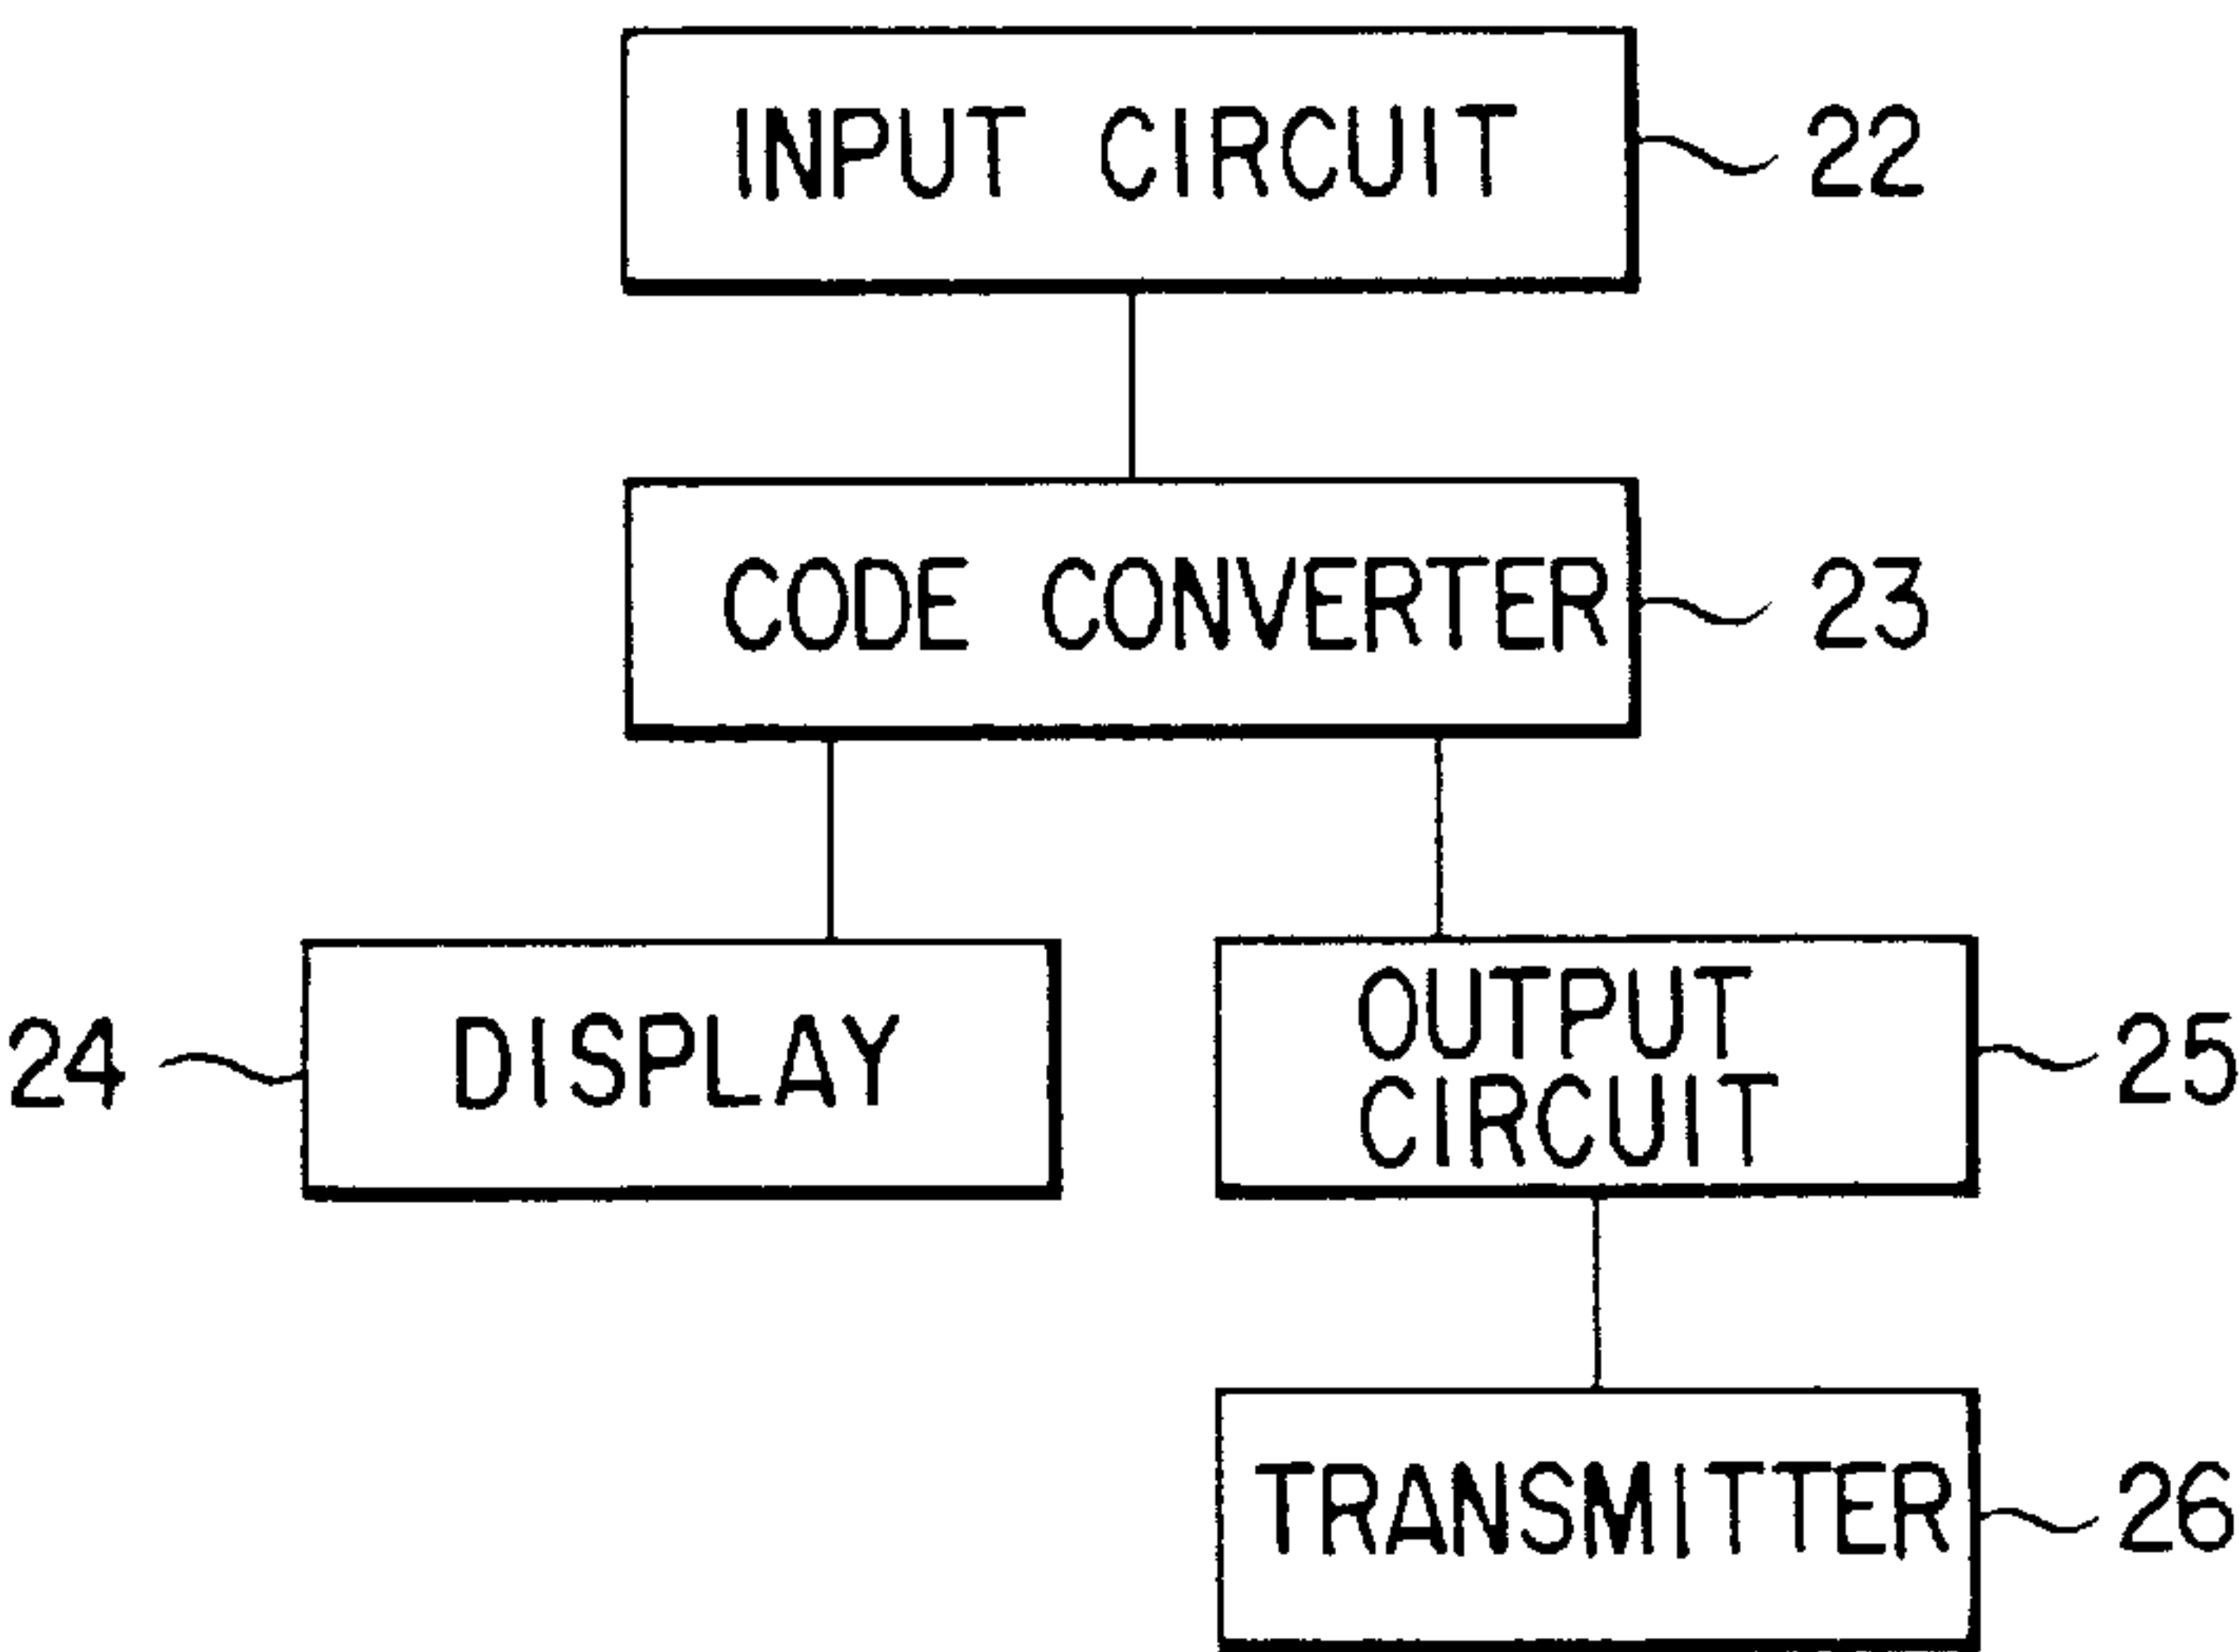 INPUT CIRCUIT
22
CODE CONVERTER
23
24
DISPLAY
OUTPUT
CIRCUIT
25
TRANSMITTER
26